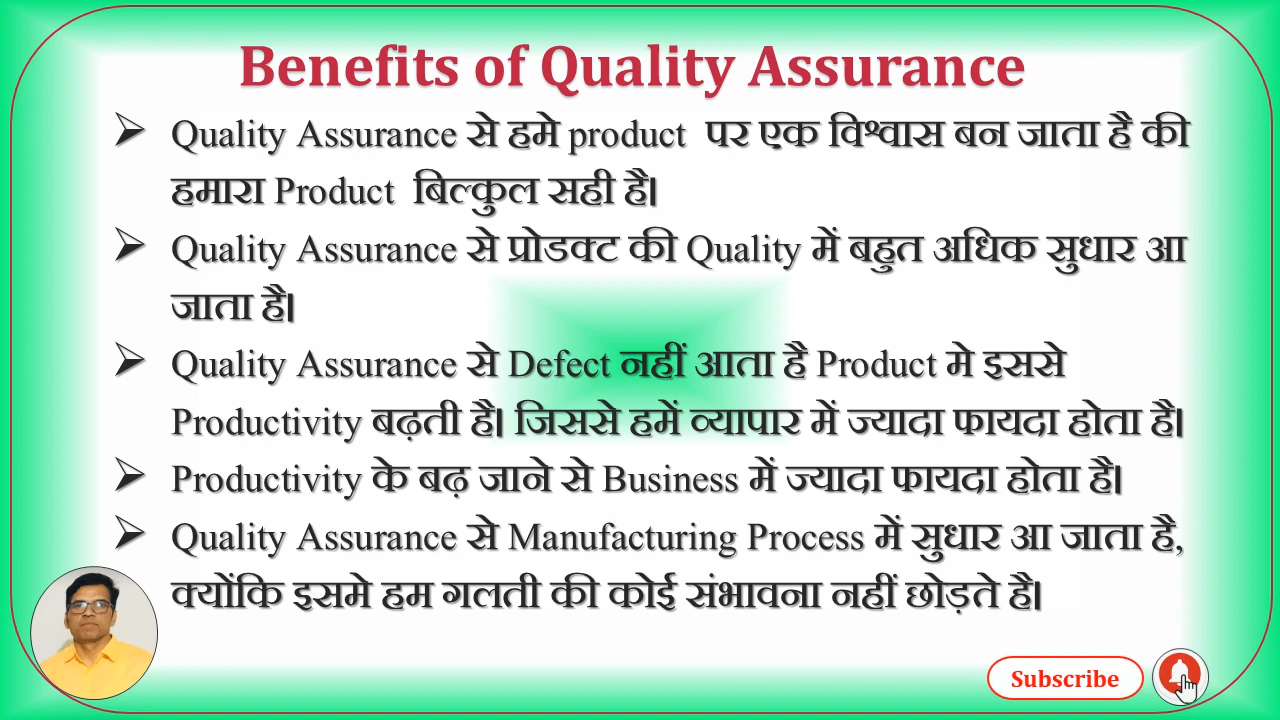 Benefits of Quality Assurance
Quality Assurance से हमे product पर एक विश्वास बन जाता है की
हमारा Product बिल्कुल सही है।
Quality Assurance से प्रोडक्ट की Quality में बहुत अधिक सुधार आ
जाता है।
Quality Assurance से Defect नहीं आता है Product मे इससे
Productivity बढ़ती है। जिससे हमें व्यापार में ज्यादा फायदा होता है।
Productivity के बढ़ जाने से Business में ज्यादा फायदा होता है।
Quality Assurance से Manufacturing Process में सुधार आ जाता है,
क्योंकि इसमे हम गलती की कोई संभावना नहीं छोड़ते है।
Subscribe